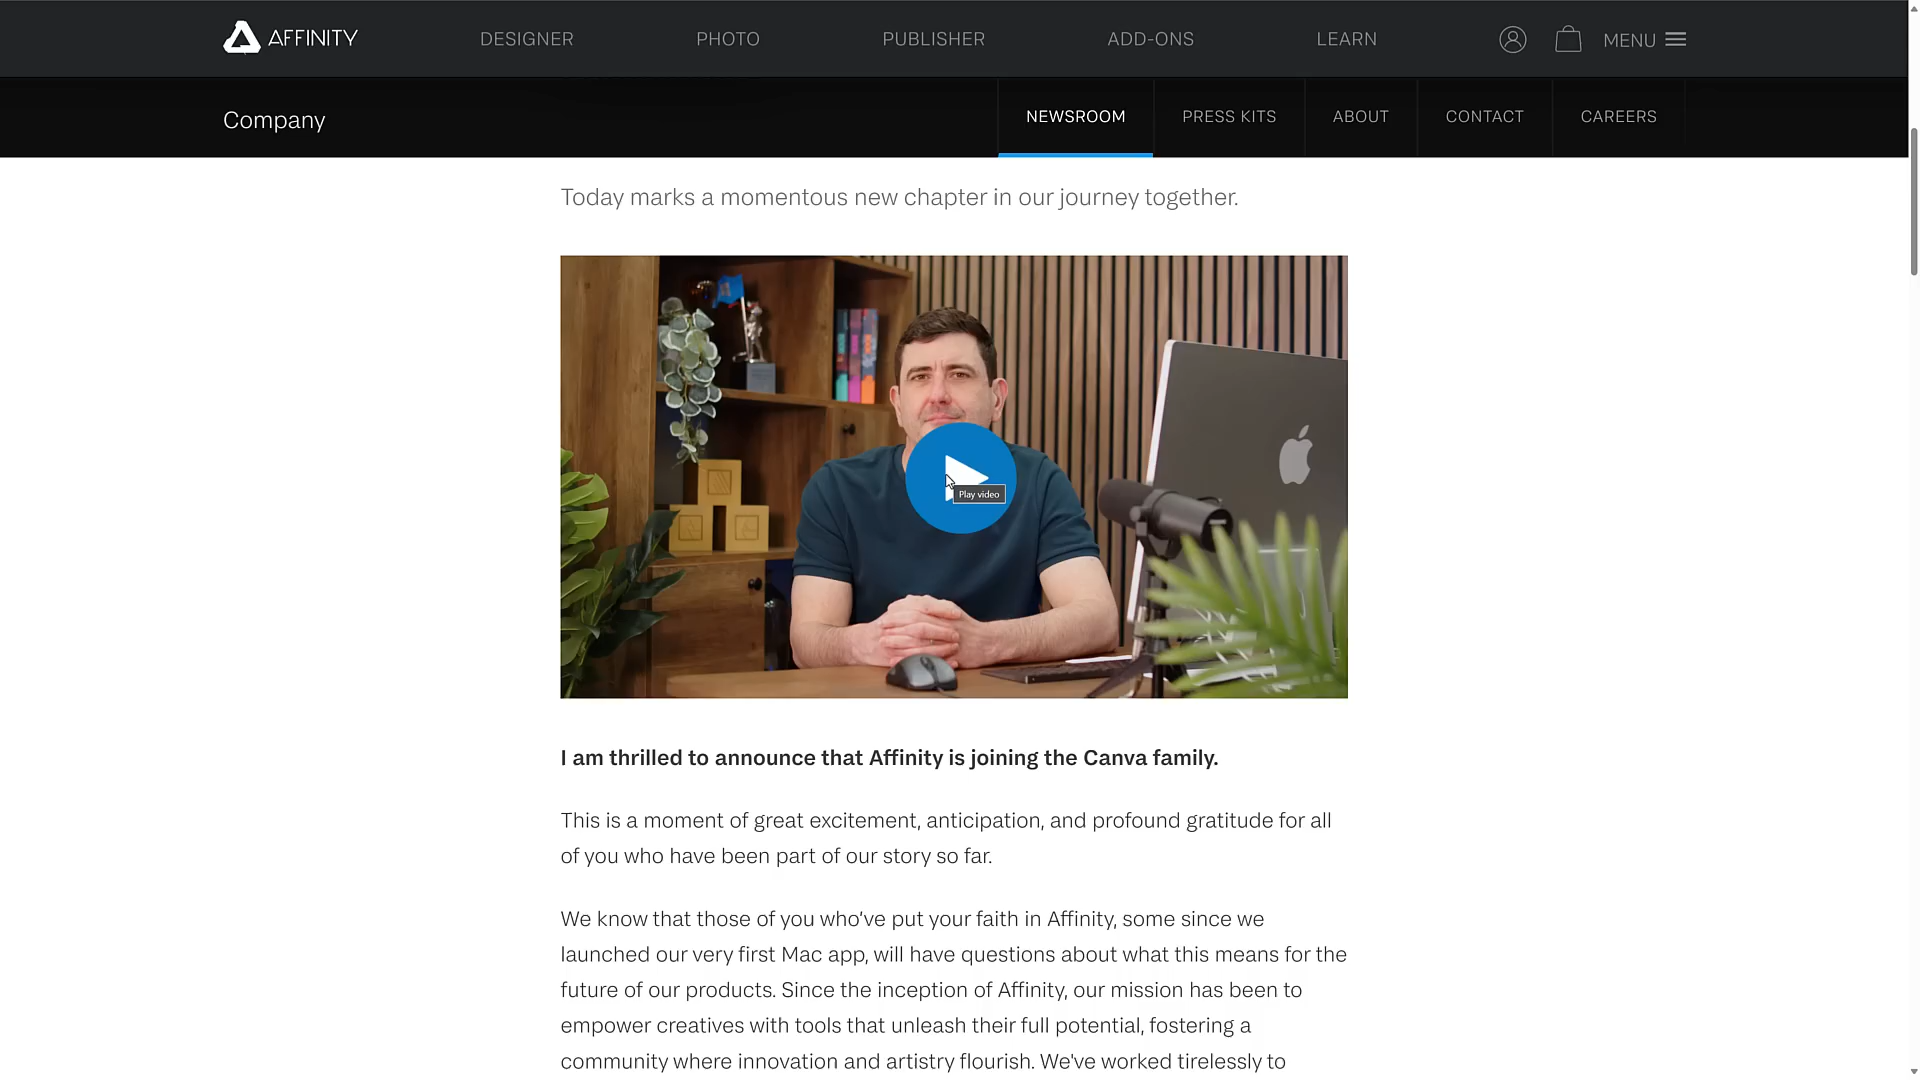 AFFINITY
DESIGNER
PHOTO
PUBLISHER
ADD-ONS
LEARN
MENU
Company
NEWSROOM
PRESS KITS
ABOUT
CONTACT
CAREERS
Today marks a momentous new chapter in our journey together.
Play video
I am thrilled to announce that Affinity is joining the Canva family.
This is a moment of great excitement, anticipation, and profound gratitude for all
of you who have been part of our story so far.
We know that those of you who’ve put your faith in Affinity, some since we
launched our very first Mac app, will have questions about what this means for the
future of our products. Since the inception of Affinity, our mission has been to
empower creatives with tools that unleash their full potential, fostering a
community where innovation and artistry flourish. We've worked tirelessly to